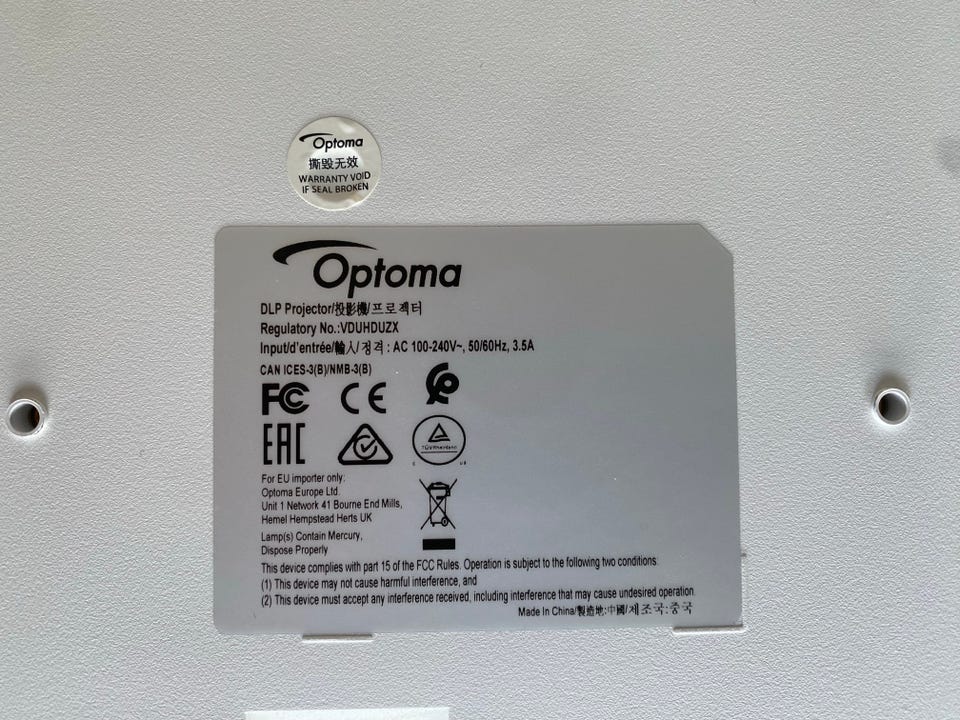 Optoma
撕毁无效
WARRANTY VOID
IF SEAL BROKEN
Optoma
DLP Projector/投影機/프로젝터
Regulatory No.:VDUHDUZX
Input/d'entrée/輸入/정격 : AC 100-240V~, 50/60Hz, 3.5A
CAN ICES-3(B)/NMB-3(B)
FC CE
EAC TÜVRheinland
C US
For EU importer only:
Optoma Europe Ltd.
Unit 1 Network 41 Bourne End Mills,
Hemel Hempstead Herts UK
Lamp(s) Contain Mercury,
Dispose Properly
This device complies with part 15 of the FCC Rules. Operation is subject to the following two conditions:
(1) This device may not cause harmful interference, and
(2) This device must accept any interference received, including interference that may cause undesired operation.
Made In China/製造地:中國/제조국:중국